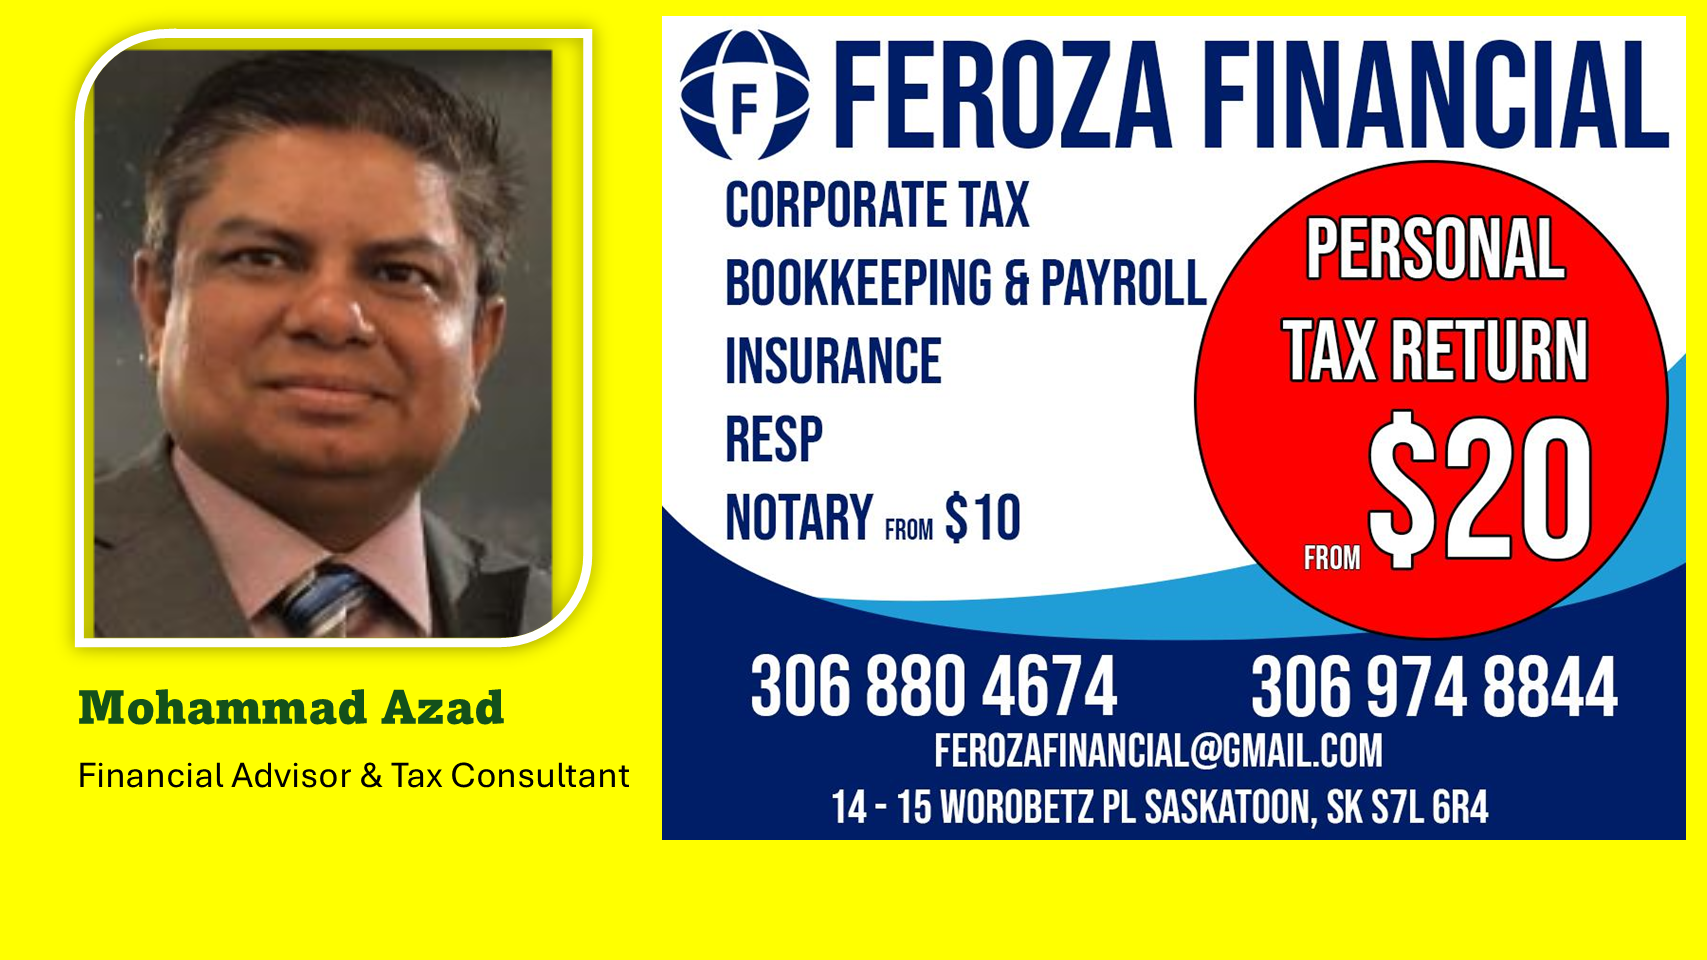 Mohammad Azad
Financial Advisor & Tax Consultant
F
FEROZA FINANCIAL
CORPORATE TAX
BOOKKEEPING & PAYROLL
INSURANCE
RESP
NOTARY FROM $10
PERSONAL
TAX RETURN
FROM $20
306 880 4674
306 974 8844
FEROZAFINANCIAL@GMAIL.COM
14 - 15 WOROBETZ PL SASKATOON, SK S7L 6R4